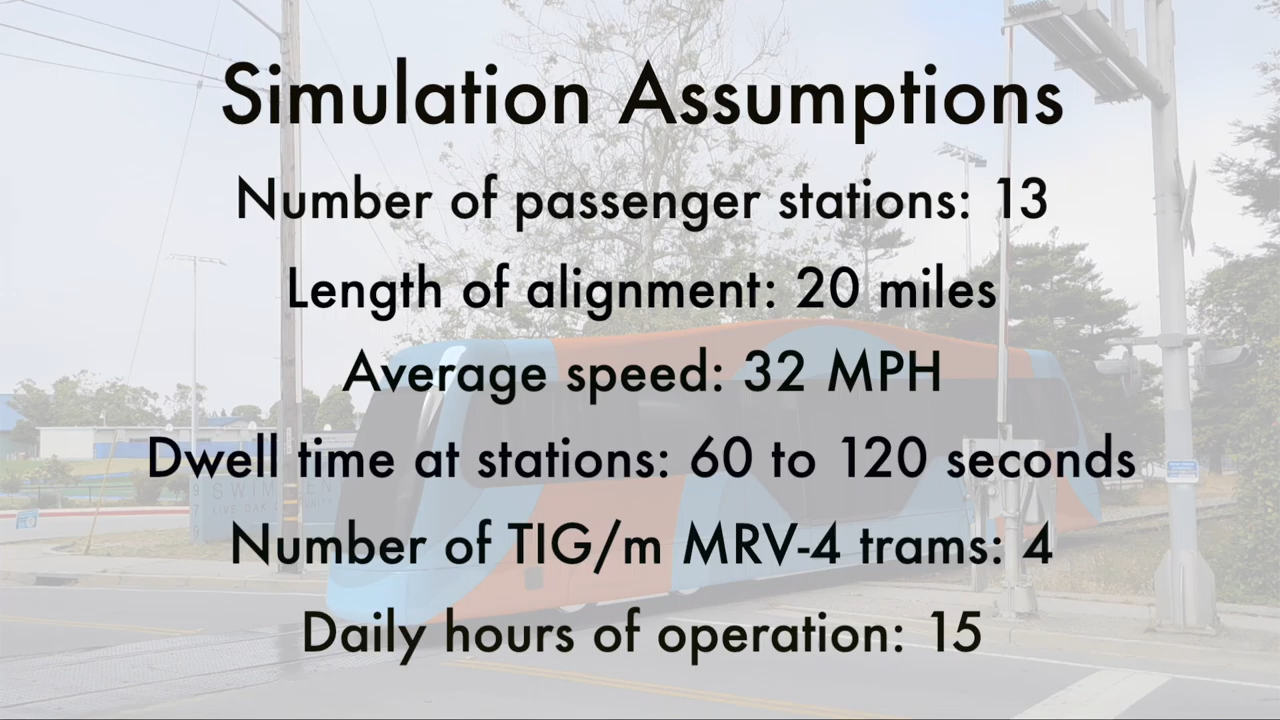 Simulation Assumptions
Number of passenger stations: 13
Length of alignment: 20 miles
Average speed: 32 MPH
Dwell time at stations: 60 to 120 seconds
Number of TIG/m MRV-4 trams: 4
Daily hours of operation: 15